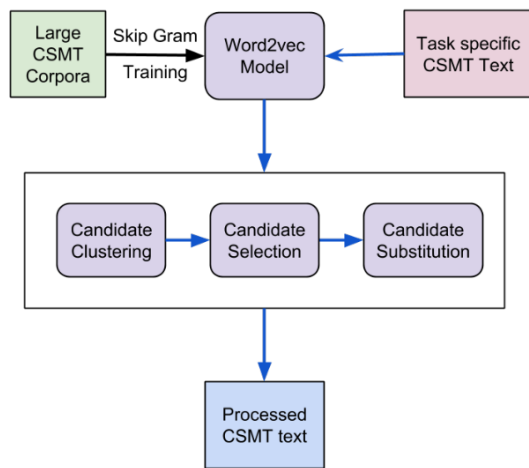 Large
CSMT
Corpora
Skip Gram
Training
Word2vec
Model
Task specific
CSMT Text
Candidate
Clustering
Candidate
Selection
Candidate
Substitution
Processed
CSMT text